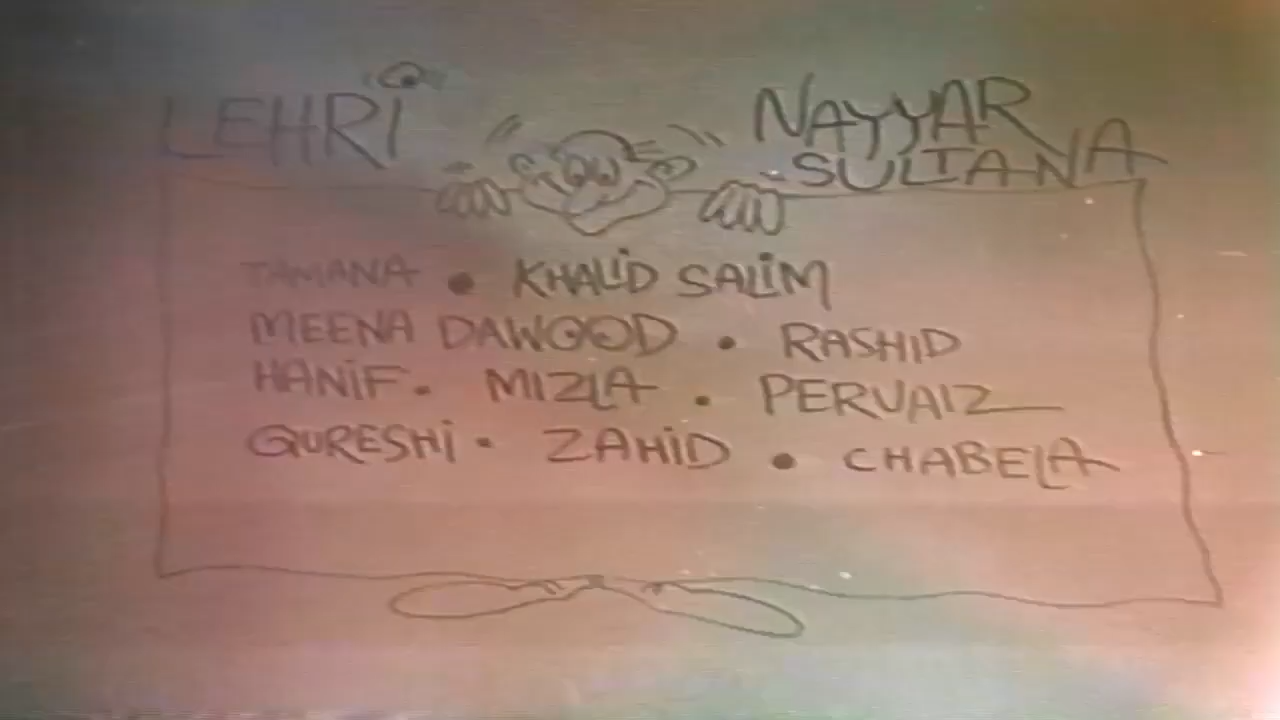 LEHRi
NAYYAR
SULTANA
TAMANA • KHALiD SALiM
MEENA DAWOOD • RASHID
HANiF • MIZLA • PERVAIZ
QURESHi • ZAHiD • CHABELA